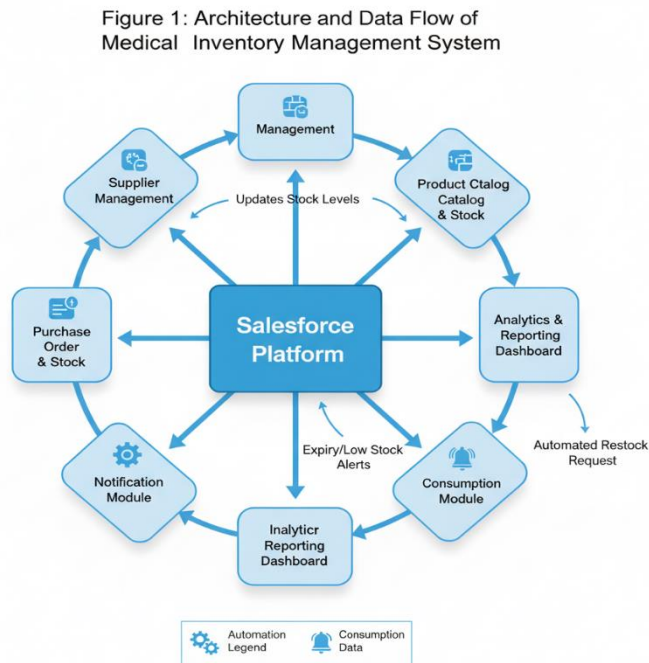 Figure 1: Architecture and Data Flow of
Medical Inventory Management System
Management
Supplier
Management
Product Ctalog
Catalog
& Stock
Updates Stock Levels
Purchase
Order
& Stock
Salesforce
Platform
Analytics &
Reporting
Dashboard
Expiry/Low Stock
Alerts
Automated Restock
Request
Notification
Module
Consumption
Module
Inalyticr
Reporting
Dashboard
Automation
Legend
Consumption
Data